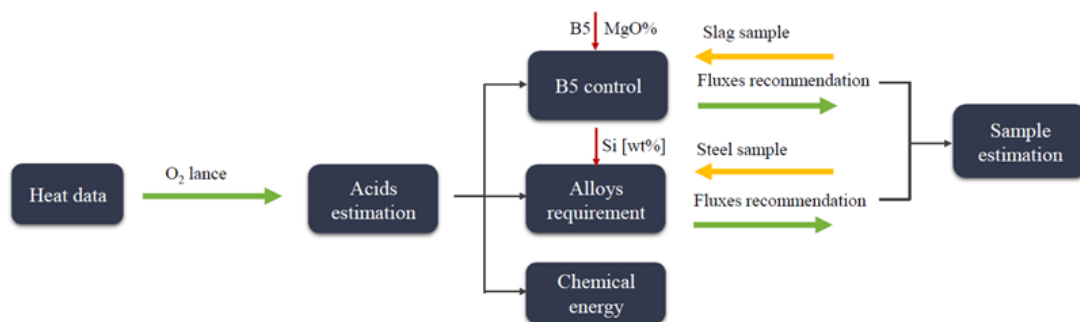 B5 MgO%
Slag sample
B5 control
Fluxes recommendation
Si [wt%]
Steel sample
Sample
estimation
O₂ lance
Heat data
Acids
estimation
Alloys
requirement
Fluxes recommendation
Chemical
energy